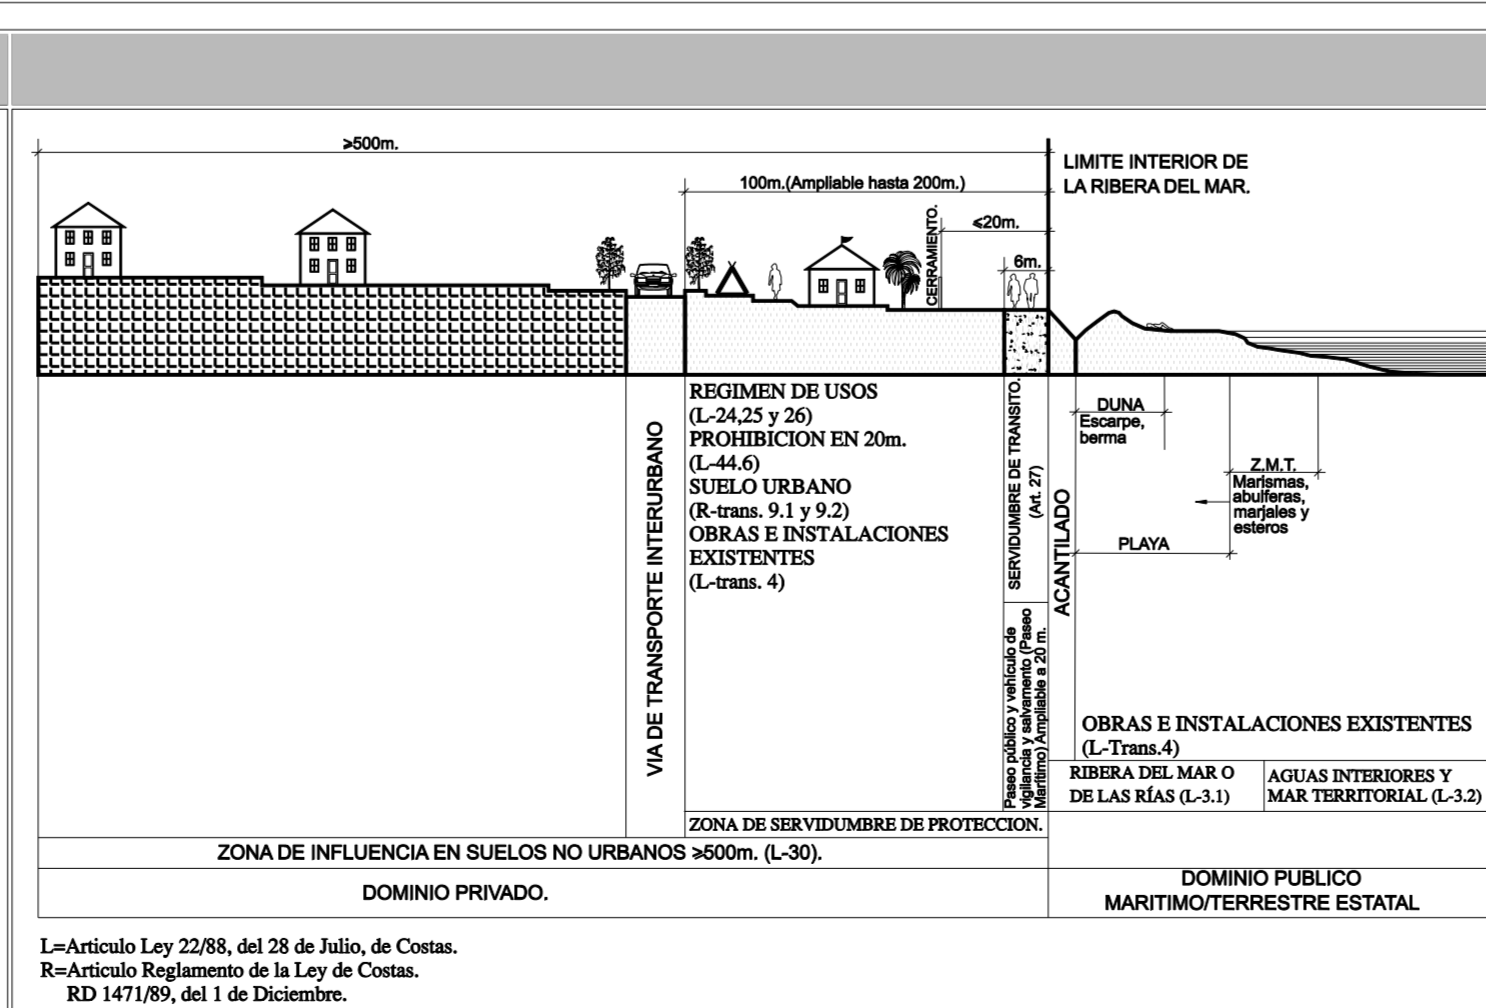 ≥500m.
LIMITE INTERIOR DE
LA RIBERA DEL MAR.
100m.(Ampliable hasta 200m.)
CERRAMIENTO.
≤20m.
6m.
VIA DE TRANSPORTE INTERURBANO
REGIMEN DE USOS
(L-24,25 y 26)
PROHIBICION EN 20m.
(L-44.6)
SUELO URBANO
(R-trans. 9.1 y 9.2)
OBRAS E INSTALACIONES
EXISTENTES
(L-trans. 4)
SERVIDUMBRE DE TRANSITO.
(Art. 27)
Paseo público y vehículo de
vigilancia y salvamento (Paseo
Marítimo) Ampliable a 20 m.
ACANTILADO
DUNA
Escarpe,
berma
Z.M.T.
Marismas,
abulferas,
marjales y
esteros
PLAYA
OBRAS E INSTALACIONES EXISTENTES
(L-Trans.4)
RIBERA DEL MAR O
DE LAS RÍAS (L-3.1)
AGUAS INTERIORES Y
MAR TERRITORIAL (L-3.2)
ZONA DE SERVIDUMBRE DE PROTECCION.
ZONA DE INFLUENCIA EN SUELOS NO URBANOS ≥500m. (L-30).
DOMINIO PRIVADO.
DOMINIO PUBLICO
MARITIMO/TERRESTRE ESTATAL
L=Articulo Ley 22/88, del 28 de Julio, de Costas.
R=Articulo Reglamento de la Ley de Costas.
RD 1471/89, del 1 de Diciembre.